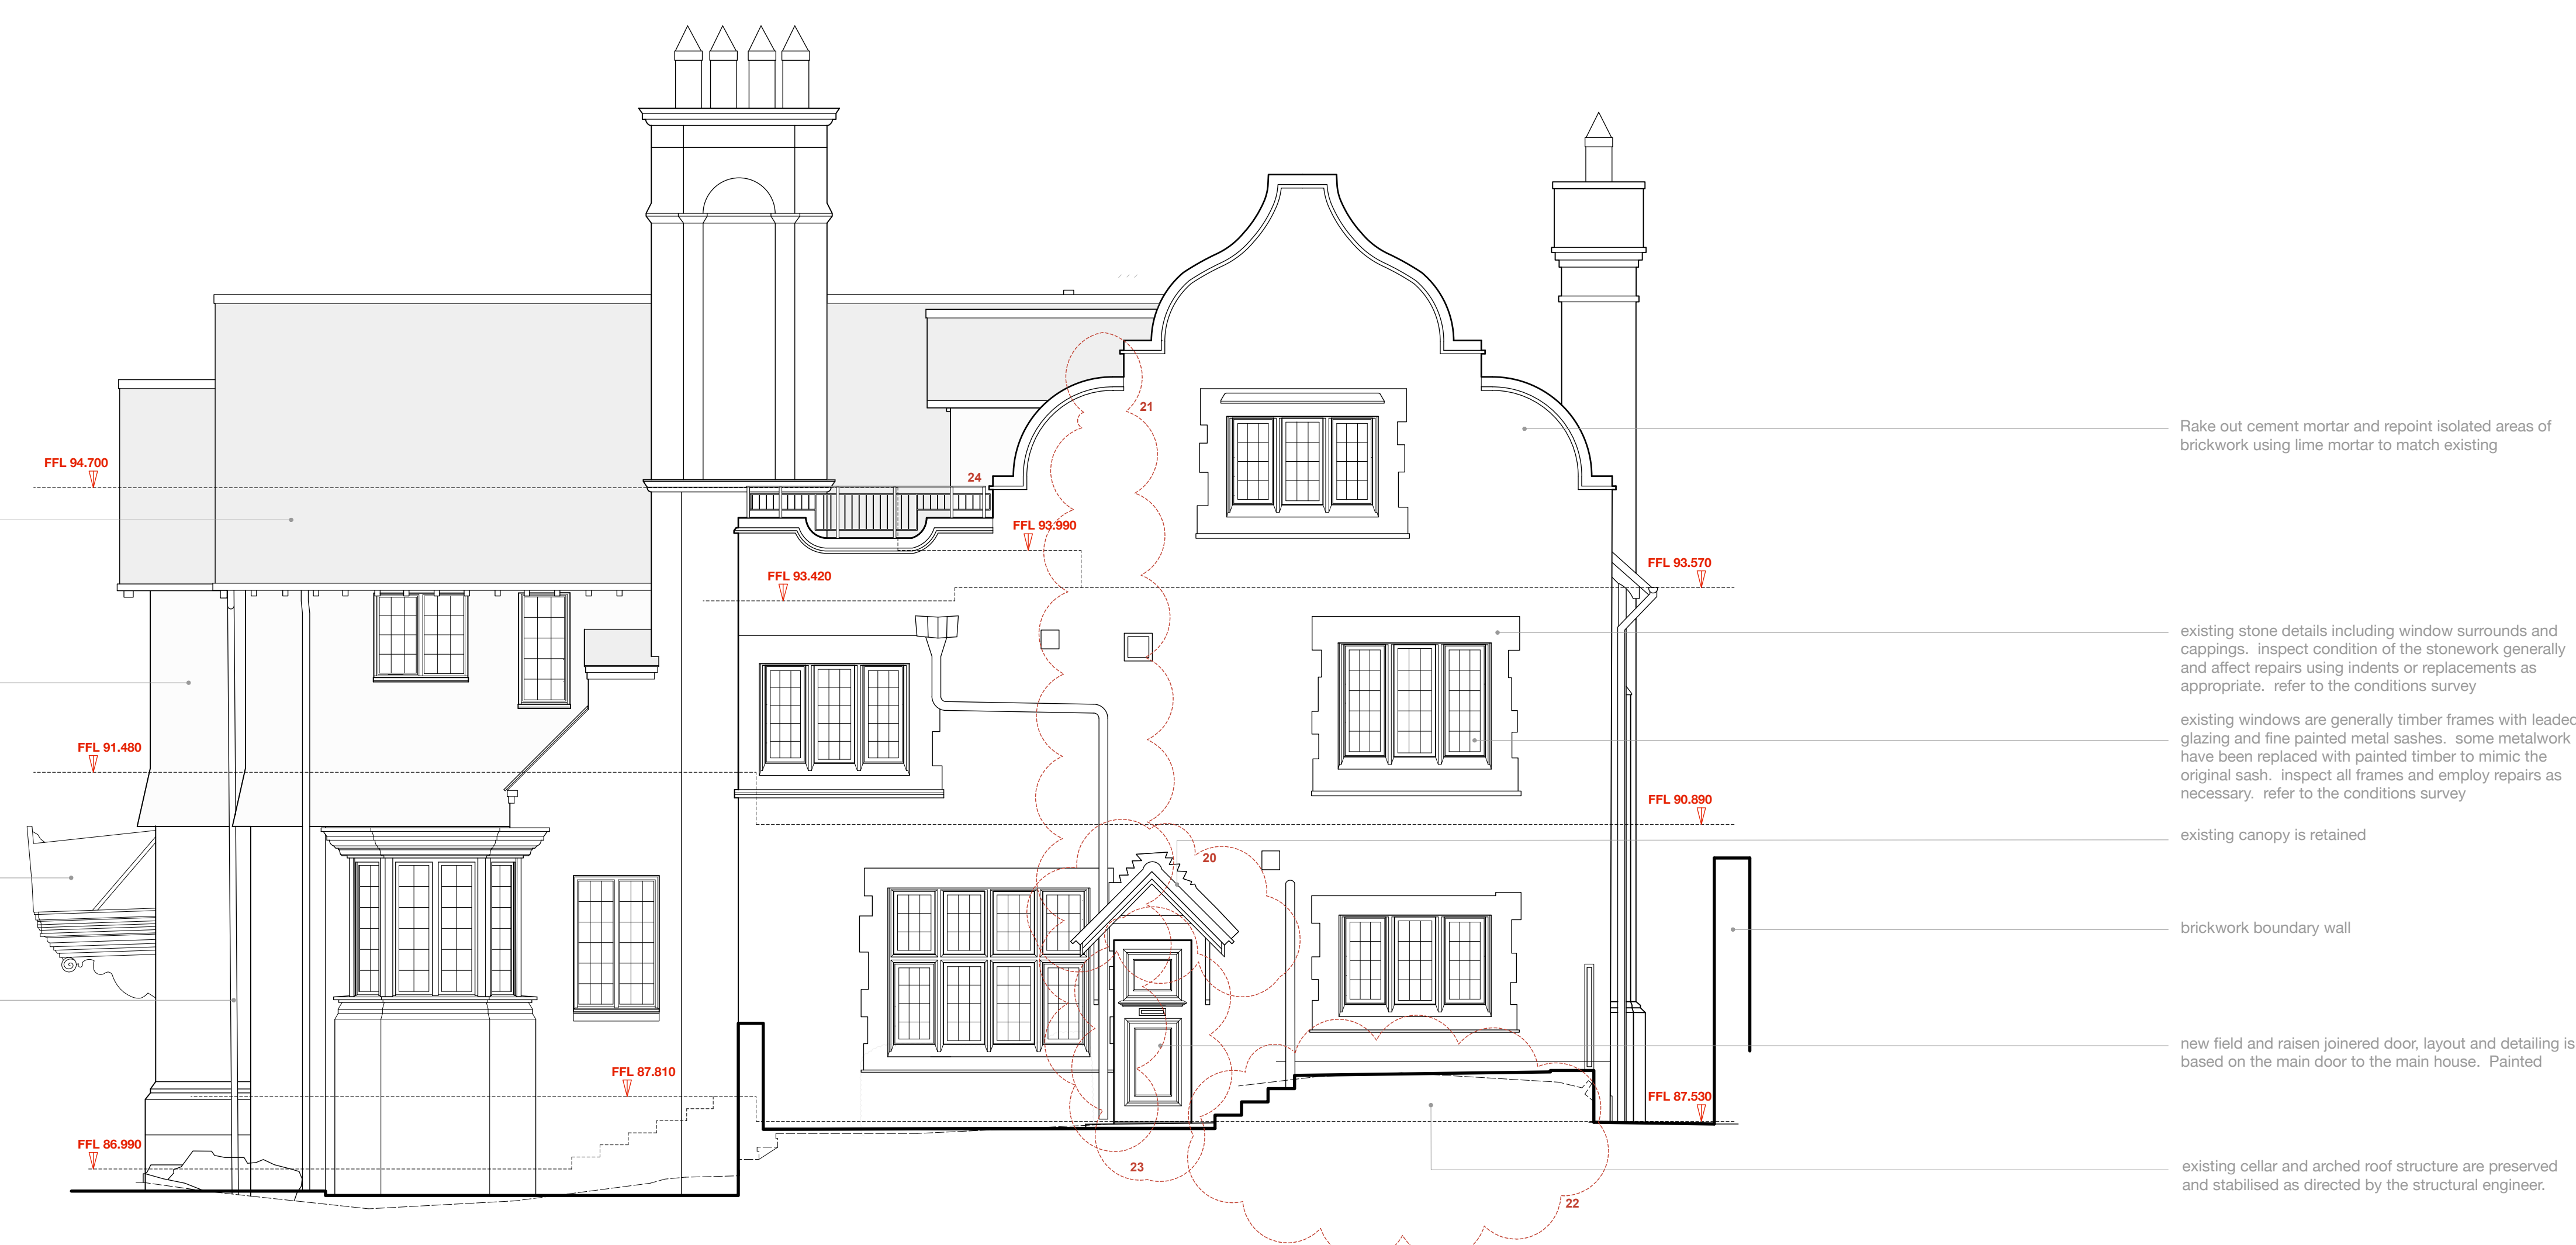 21
Rake out cement mortar and repoint isolated areas of
brickwork using lime mortar to match existing
FFL 94.700
24
FFL 93.990
FFL 93.420
FFL 93.570
existing stone details including window surrounds and
cappings. inspect condition of the stonework generally
and affect repairs using indents or replacements as
appropriate. refer to the conditions survey
existing windows are generally timber frames with leaded
glazing and fine painted metal sashes. some metalwork
have been replaced with painted timber to mimic the
original sash. inspect all frames and employ repairs as
necessary. refer to the conditions survey
FFL 91.480
FFL 90.890
existing canopy is retained
20
brickwork boundary wall
new field and raisen joinered door, layout and detailing is
based on the main door to the main house. Painted
FFL 87.810
FFL 87.530
FFL 86.990
23
existing cellar and arched roof structure are preserved
and stabilised as directed by the structural engineer.
22